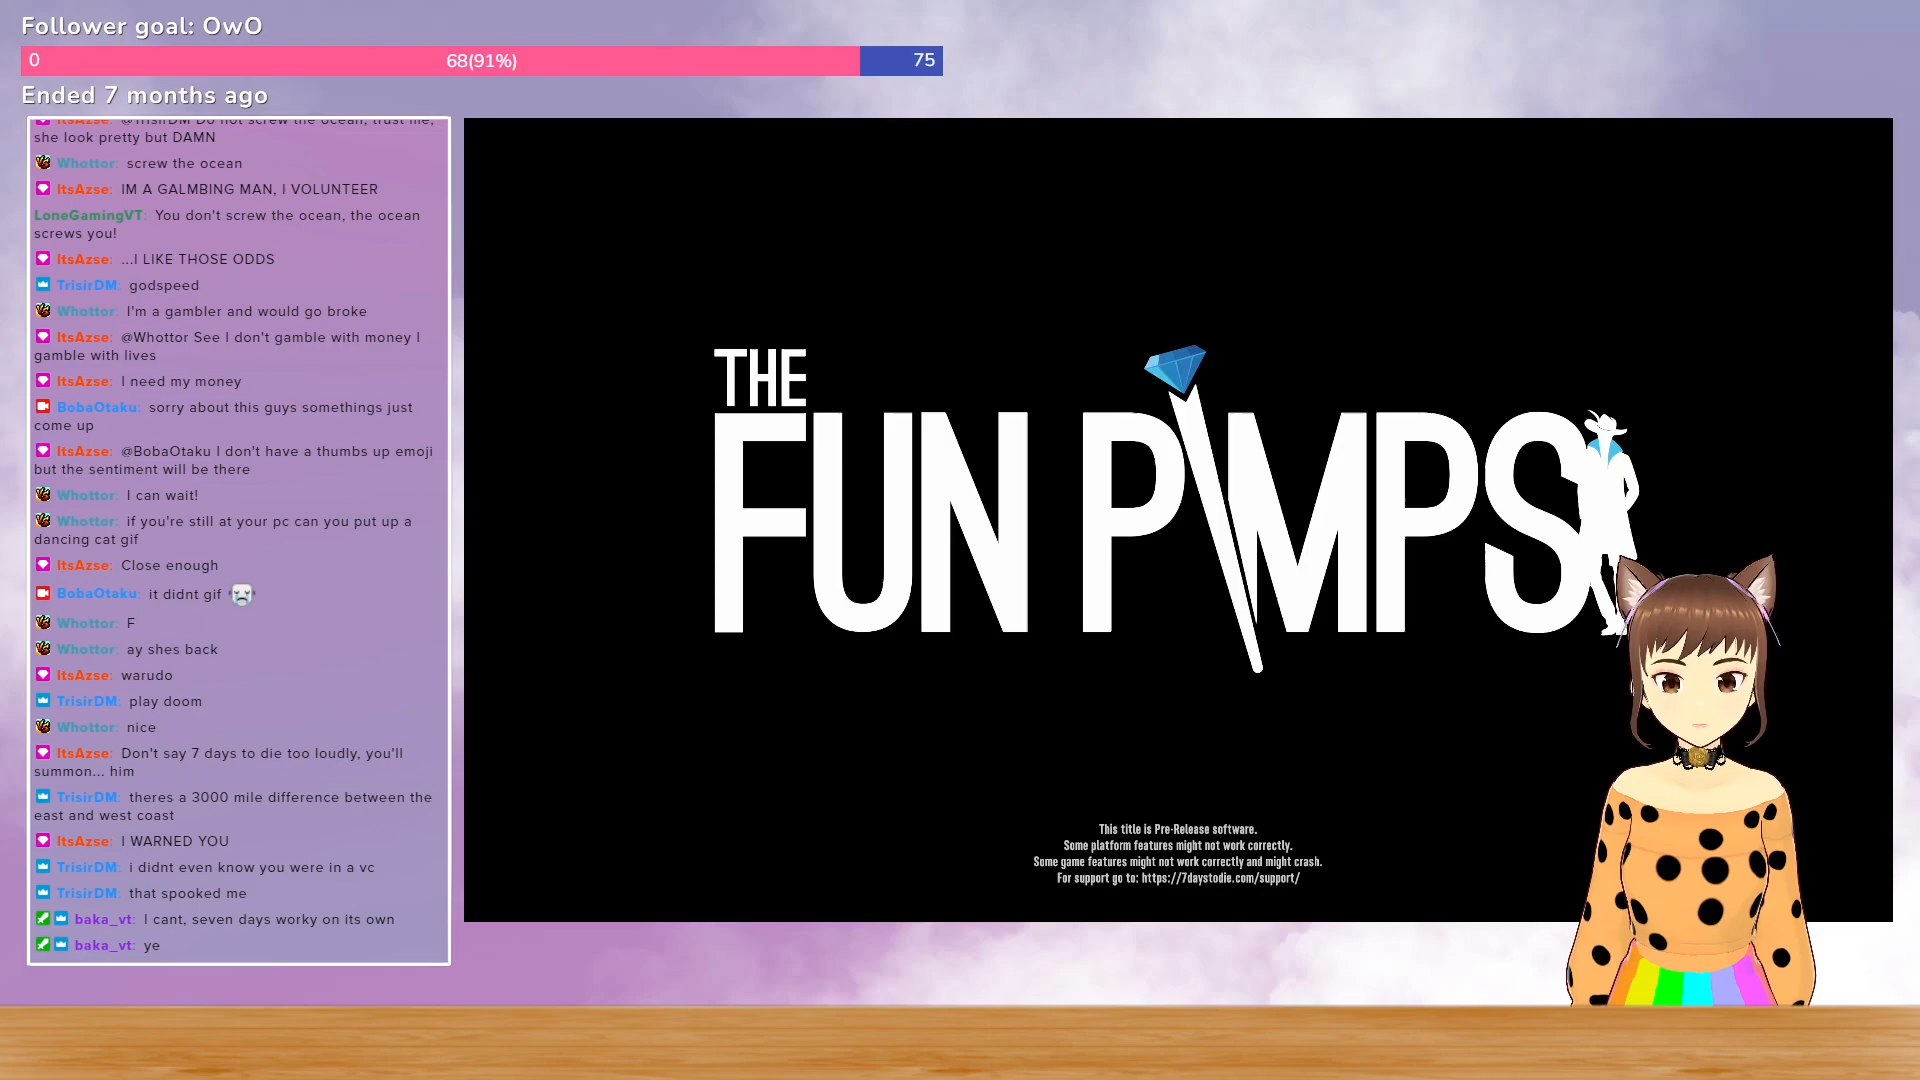 Follower goal: OwO
0 68(91%) 75
Ended 7 months ago
ItsAzse: @TrisirDM Do not screw the ocean, trust me,
she look pretty but DAMN
Whottor: screw the ocean
ItsAzse: IM A GALMBING MAN, I VOLUNTEER
LoneGamingVT: You don't screw the ocean, the ocean
screws you!
ItsAzse: ...I LIKE THOSE ODDS
TrisirDM: godspeed
Whottor: I'm a gambler and would go broke
ItsAzse: @Whottor See I don't gamble with money I
gamble with lives
ItsAzse: I need my money
BobaOtaku: sorry about this guys somethings just
come up
ItsAzse: @BobaOtaku I don't have a thumbs up emoji
but the sentiment will be there
Whottor: I can wait!
Whottor: if you're still at your pc can you put up a
dancing cat gif
ItsAzse: Close enough
BobaOtaku: it didnt gif
Whottor: F
Whottor: ay shes back
ItsAzse: warudo
TrisirDM: play doom
Whottor: nice
ItsAzse: Don't say 7 days to die too loudly, you'll
summon... him
TrisirDM: theres a 3000 mile difference between the
east and west coast
ItsAzse: I WARNED YOU
TrisirDM: i didnt even know you were in a vc
TrisirDM: that spooked me
baka_vt: I cant, seven days worky on its own
baka_vt: ye
THE
FUN PIMPS
This title is Pre-Release software.
Some platform features might not work correctly.
Some game features might not work correctly and might crash.
For support go to: https://7daystodie.com/support/